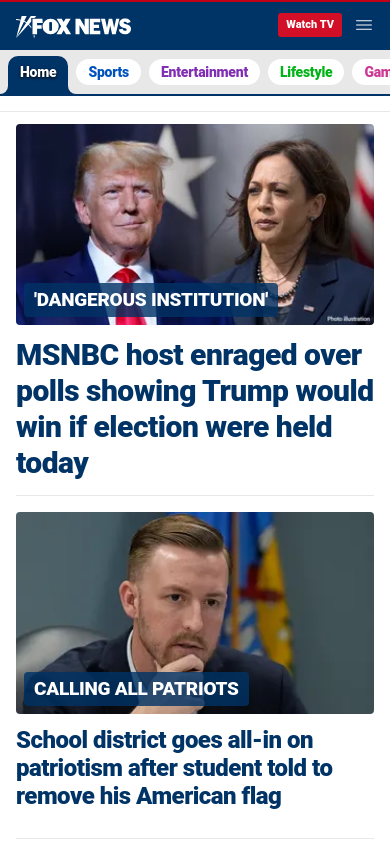 FOX NEWS
Watch TV
Home Sports Entertainment Lifestyle Gam
Photo Illustration
'DANGEROUS INSTITUTION'
MSNBC host enraged over
polls showing Trump would
win if election were held
today
CALLING ALL PATRIOTS
School district goes all-in on
patriotism after student told to
remove his American flag